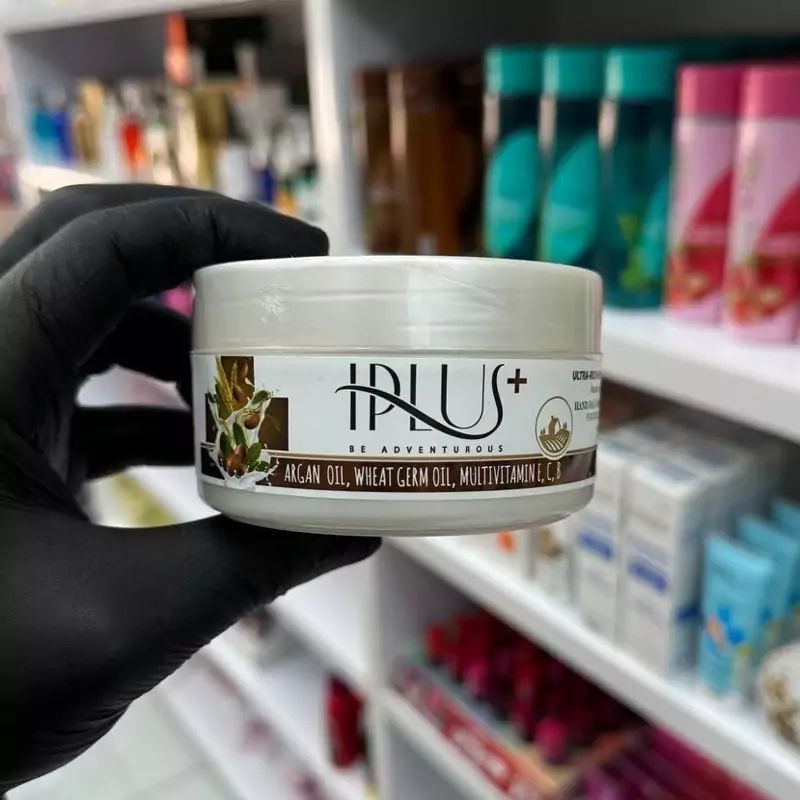 IPLUS+
BE ADVENTUROUS
ARGAN OIL, WHEAT GERM OIL, MULTIVITAMIN E, C, B